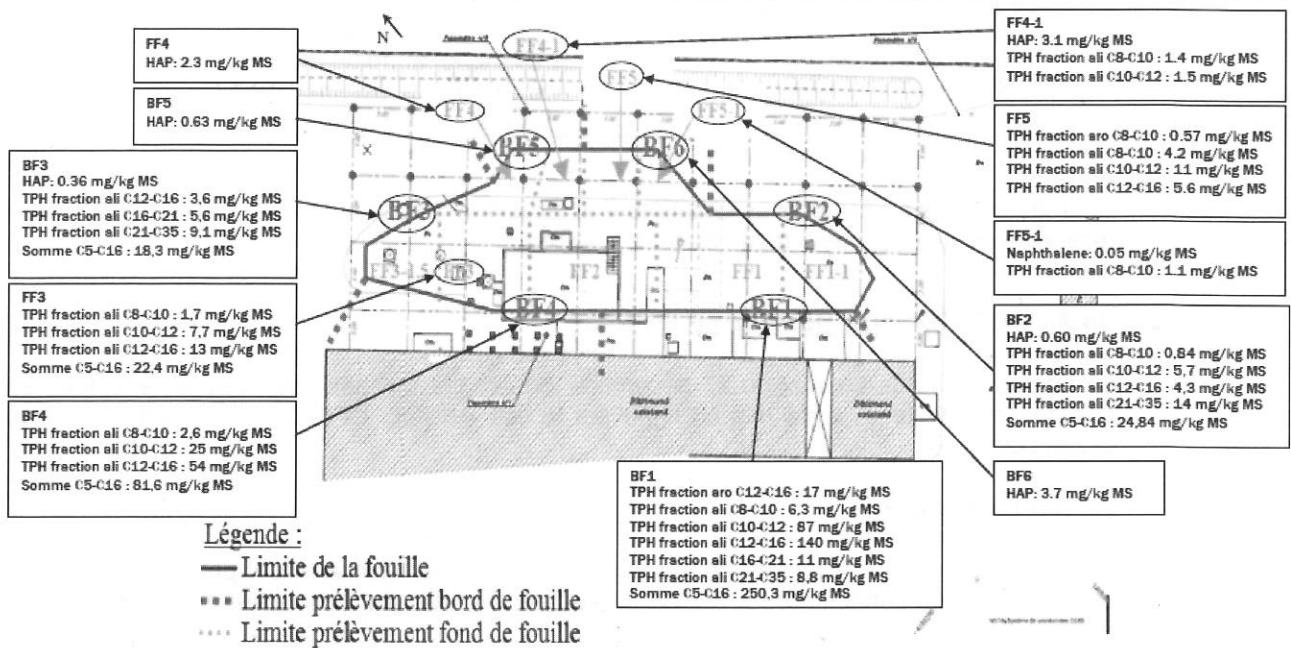 N
FF4-1
FF5
FF4
FF5-1
BF5
BF6
BF3
BF2
FF3-1.5
FF2
FF1
FF1-1
BF4
BF1
Bâtiment
existant
Bâtiment
existant
FF4
HAP: 2.3 mg/kg MS
BF5
HAP: 0.63 mg/kg MS
BF3
HAP: 0.36 mg/kg MS
TPH fraction ali C12-C16 : 3,6 mg/kg MS
TPH fraction ali C16-C21 : 5,6 mg/kg MS
TPH fraction ali C21-C35 : 9,1 mg/kg MS
Somme C5-C16 : 18,3 mg/kg MS
FF3
TPH fraction ali C8-C10 : 1,7 mg/kg MS
TPH fraction ali C10-C12 : 7,7 mg/kg MS
TPH fraction ali C12-C16 : 13 mg/kg MS
Somme C5-C16 : 22,4 mg/kg MS
BF4
TPH fraction ali C8-C10 : 2,6 mg/kg MS
TPH fraction ali C10-C12 : 25 mg/kg MS
TPH fraction ali C12-C16 : 54 mg/kg MS
Somme C5-C16 : 81,6 mg/kg MS
FF4-1
HAP: 3.1 mg/kg MS
TPH fraction ali C8-C10 : 1.4 mg/kg MS
TPH fraction ali C10-C12 : 1.5 mg/kg MS
FF5
TPH fraction aro C8-C10 : 0.57 mg/kg MS
TPH fraction ali C8-C10 : 4.2 mg/kg MS
TPH fraction ali C10-C12 : 11 mg/kg MS
TPH fraction ali C12-C16 : 5.6 mg/kg MS
FF5-1
Naphthalene: 0.05 mg/kg MS
TPH fraction ali C8-C10 : 1.1 mg/kg MS
BF2
HAP: 0.60 mg/kg MS
TPH fraction ali C8-C10 : 0,84 mg/kg MS
TPH fraction ali C10-C12 : 5,7 mg/kg MS
TPH fraction ali C12-C16 : 4,3 mg/kg MS
TPH fraction ali C21-C35 : 14 mg/kg MS
Somme C5-C16 : 24,84 mg/kg MS
BF6
HAP: 3.7 mg/kg MS
BF1
TPH fraction aro C12-C16 : 17 mg/kg MS
TPH fraction ali C8-C10 : 6,3 mg/kg MS
TPH fraction ali C10-C12 : 87 mg/kg MS
TPH fraction ali C12-C16 : 140 mg/kg MS
TPH fraction ali C16-C21 : 11 mg/kg MS
TPH fraction ali C21-C35 : 8,8 mg/kg MS
Somme C5-C16 : 250,3 mg/kg MS
Légende :
Limite de la fouille
Limite prélèvement bord de fouille
Limite prélèvement fond de fouille